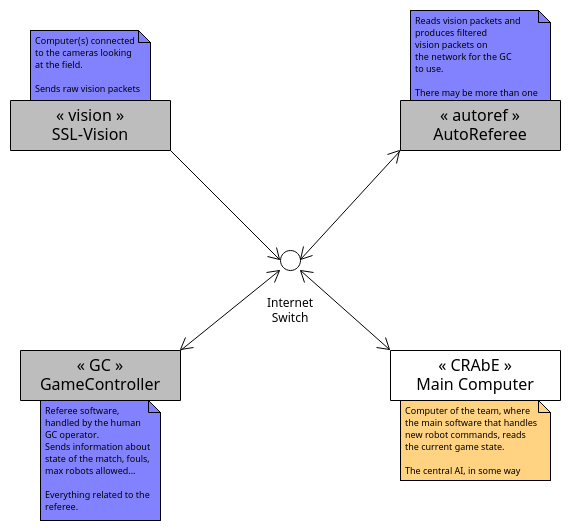 Computer(s) connected
to the cameras looking
at the field.
Sends raw vision packets
« vision »
SSL-Vision
Reads vision packets and
produces filtered
vision packets on
the network for the GC
to use.
There may be more than one
« autoref »
AutoReferee
Internet
Switch
« GC »
GameController
Referee software,
handled by the human
GC operator.
Sends information about
state of the match, fouls,
max robots allowed...
Everything related to the
referee.
« CRAbE »
Main Computer
Computer of the team, where
the main software that handles
new robot commands, reads
the current game state.
The central AI, in some way